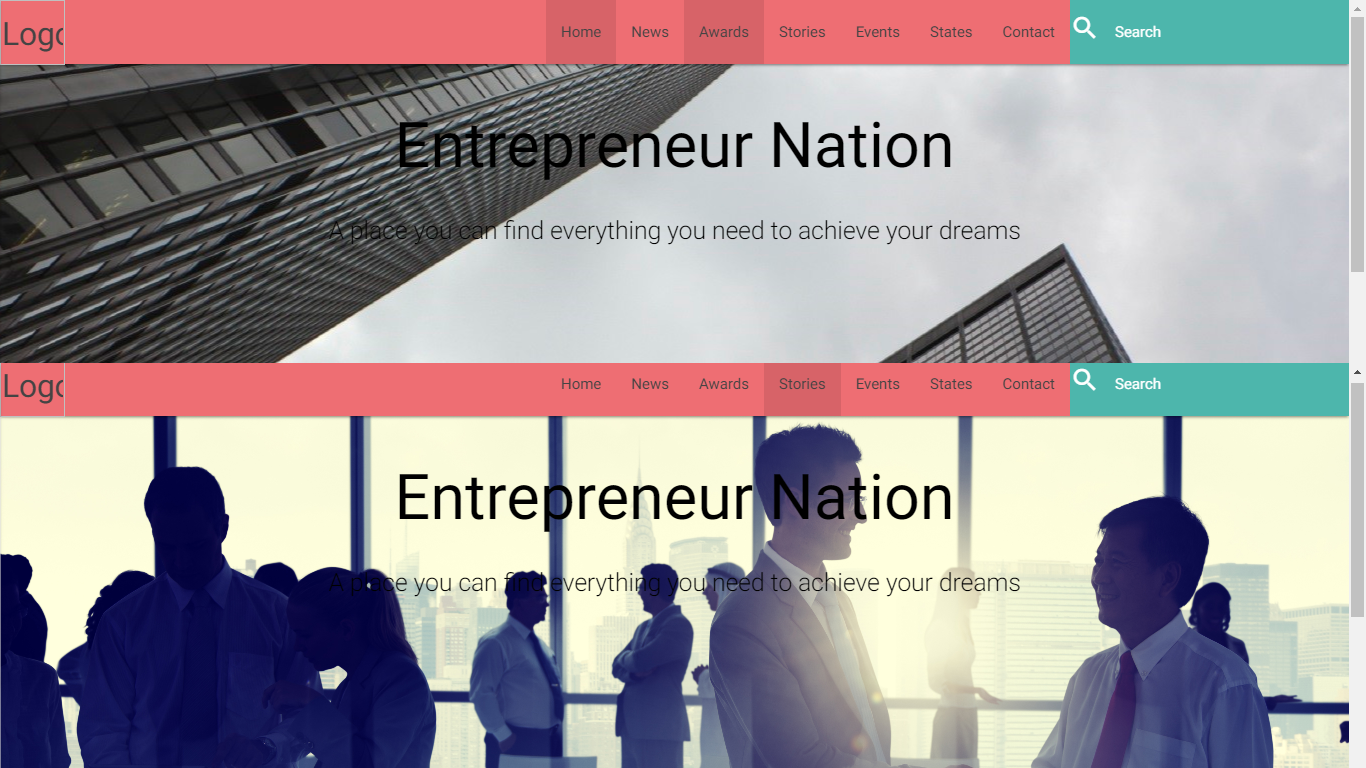 Logo Home News Awards Stories Events States Contact Search
Entrepreneur Nation
A place you can find everything you need to achieve your dreams
Logo Home News Awards Stories Events States Contact Search
Entrepreneur Nation
A place you can find everything you need to achieve your dreams